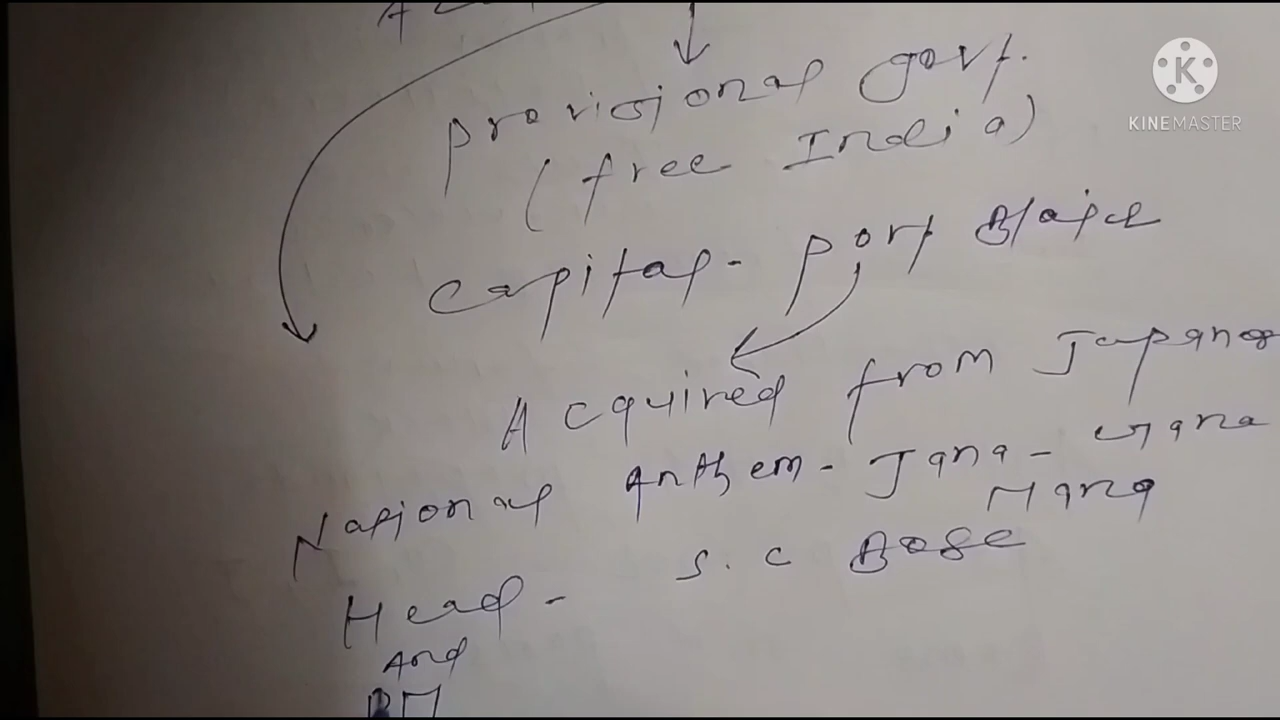 Provisional govt.
(free India)
Capital - Port Blair
Acquired from Japanese
National Anthem - Jana - Gana
Mana
Head - S.C Bose
And
PM
K
KINEMASTER